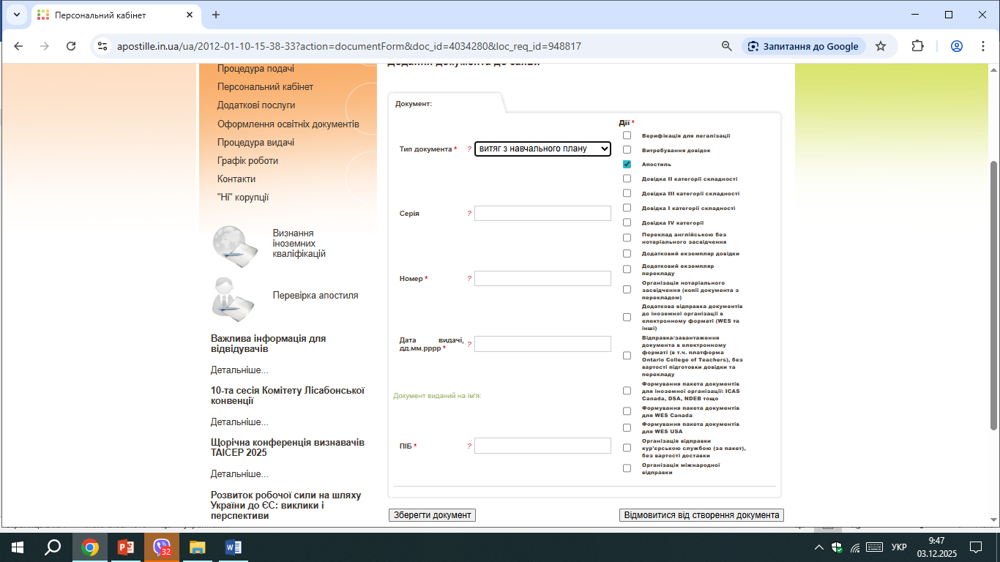 Персональний кабінет
apostille.in.ua/ua/2012-01-10-15-38-33?action=documentForm&doc_id=4034280&loc_req_id=948817
Запитання до Google
Процедура подачі
Персональний кабінет
Додаткові послуги
Оформлення освітніх документів
Процедура видачі
Графік роботи
Контакти
"Ні" корупції
Визнання
іноземних
кваліфікацій
Перевірка апостиля
Важлива інформація для
відвідувачів
Детальніше...
10-та сесія Комітету Лісабонської
конвенції
Детальніше...
Щорічна конференція визнавачів
ТАІСЕР 2025
Детальніше...
Розвиток робочої сили на шляху
України до ЄС: виклики і
перспективи
Додання документа до заяви
Документ:
Тип документа * ? витяг з навчального плану
Серія ?
Номер * ?
Дата видачі,
дд.мм.рррр * ?
Документ виданий на ім'я:
ПІБ * ?
Дії *
Верифікація для легалізації
Витребування довідок
Апостиль
Довідка II категорії складності
Довідка III категорії складності
Довідка I категорії складності
Довідка IV категорії
Переклад англійською без
нотаріального засвідчення
Додатковий екземпляр довідки
Додатковий екземпляр
перекладу
Організація нотаріального
засвідчення (копії документа з
перекладом)
Додаткова відправка документів
до іноземної організації в
електронному форматі (WES та
інші)
Відправка/завантаження
документа в електронному
форматі (в т.ч. платформа
Ontario College of Teachers), без
вартості підготовки довідки та
перекладу
Формування пакета документів
для іноземної організації: ICAS
Canada, DSA, NDEB тощо
Формування пакета документів
для WES Canada
Формування пакета документів
для WES USA
Організація відправки
кур'єрською службою (за пакет),
без вартості доставки
Організація міжнародної
відправки
Зберегти документ
Відмовитися від створення документа
32
УКР
9:47
03.12.2025